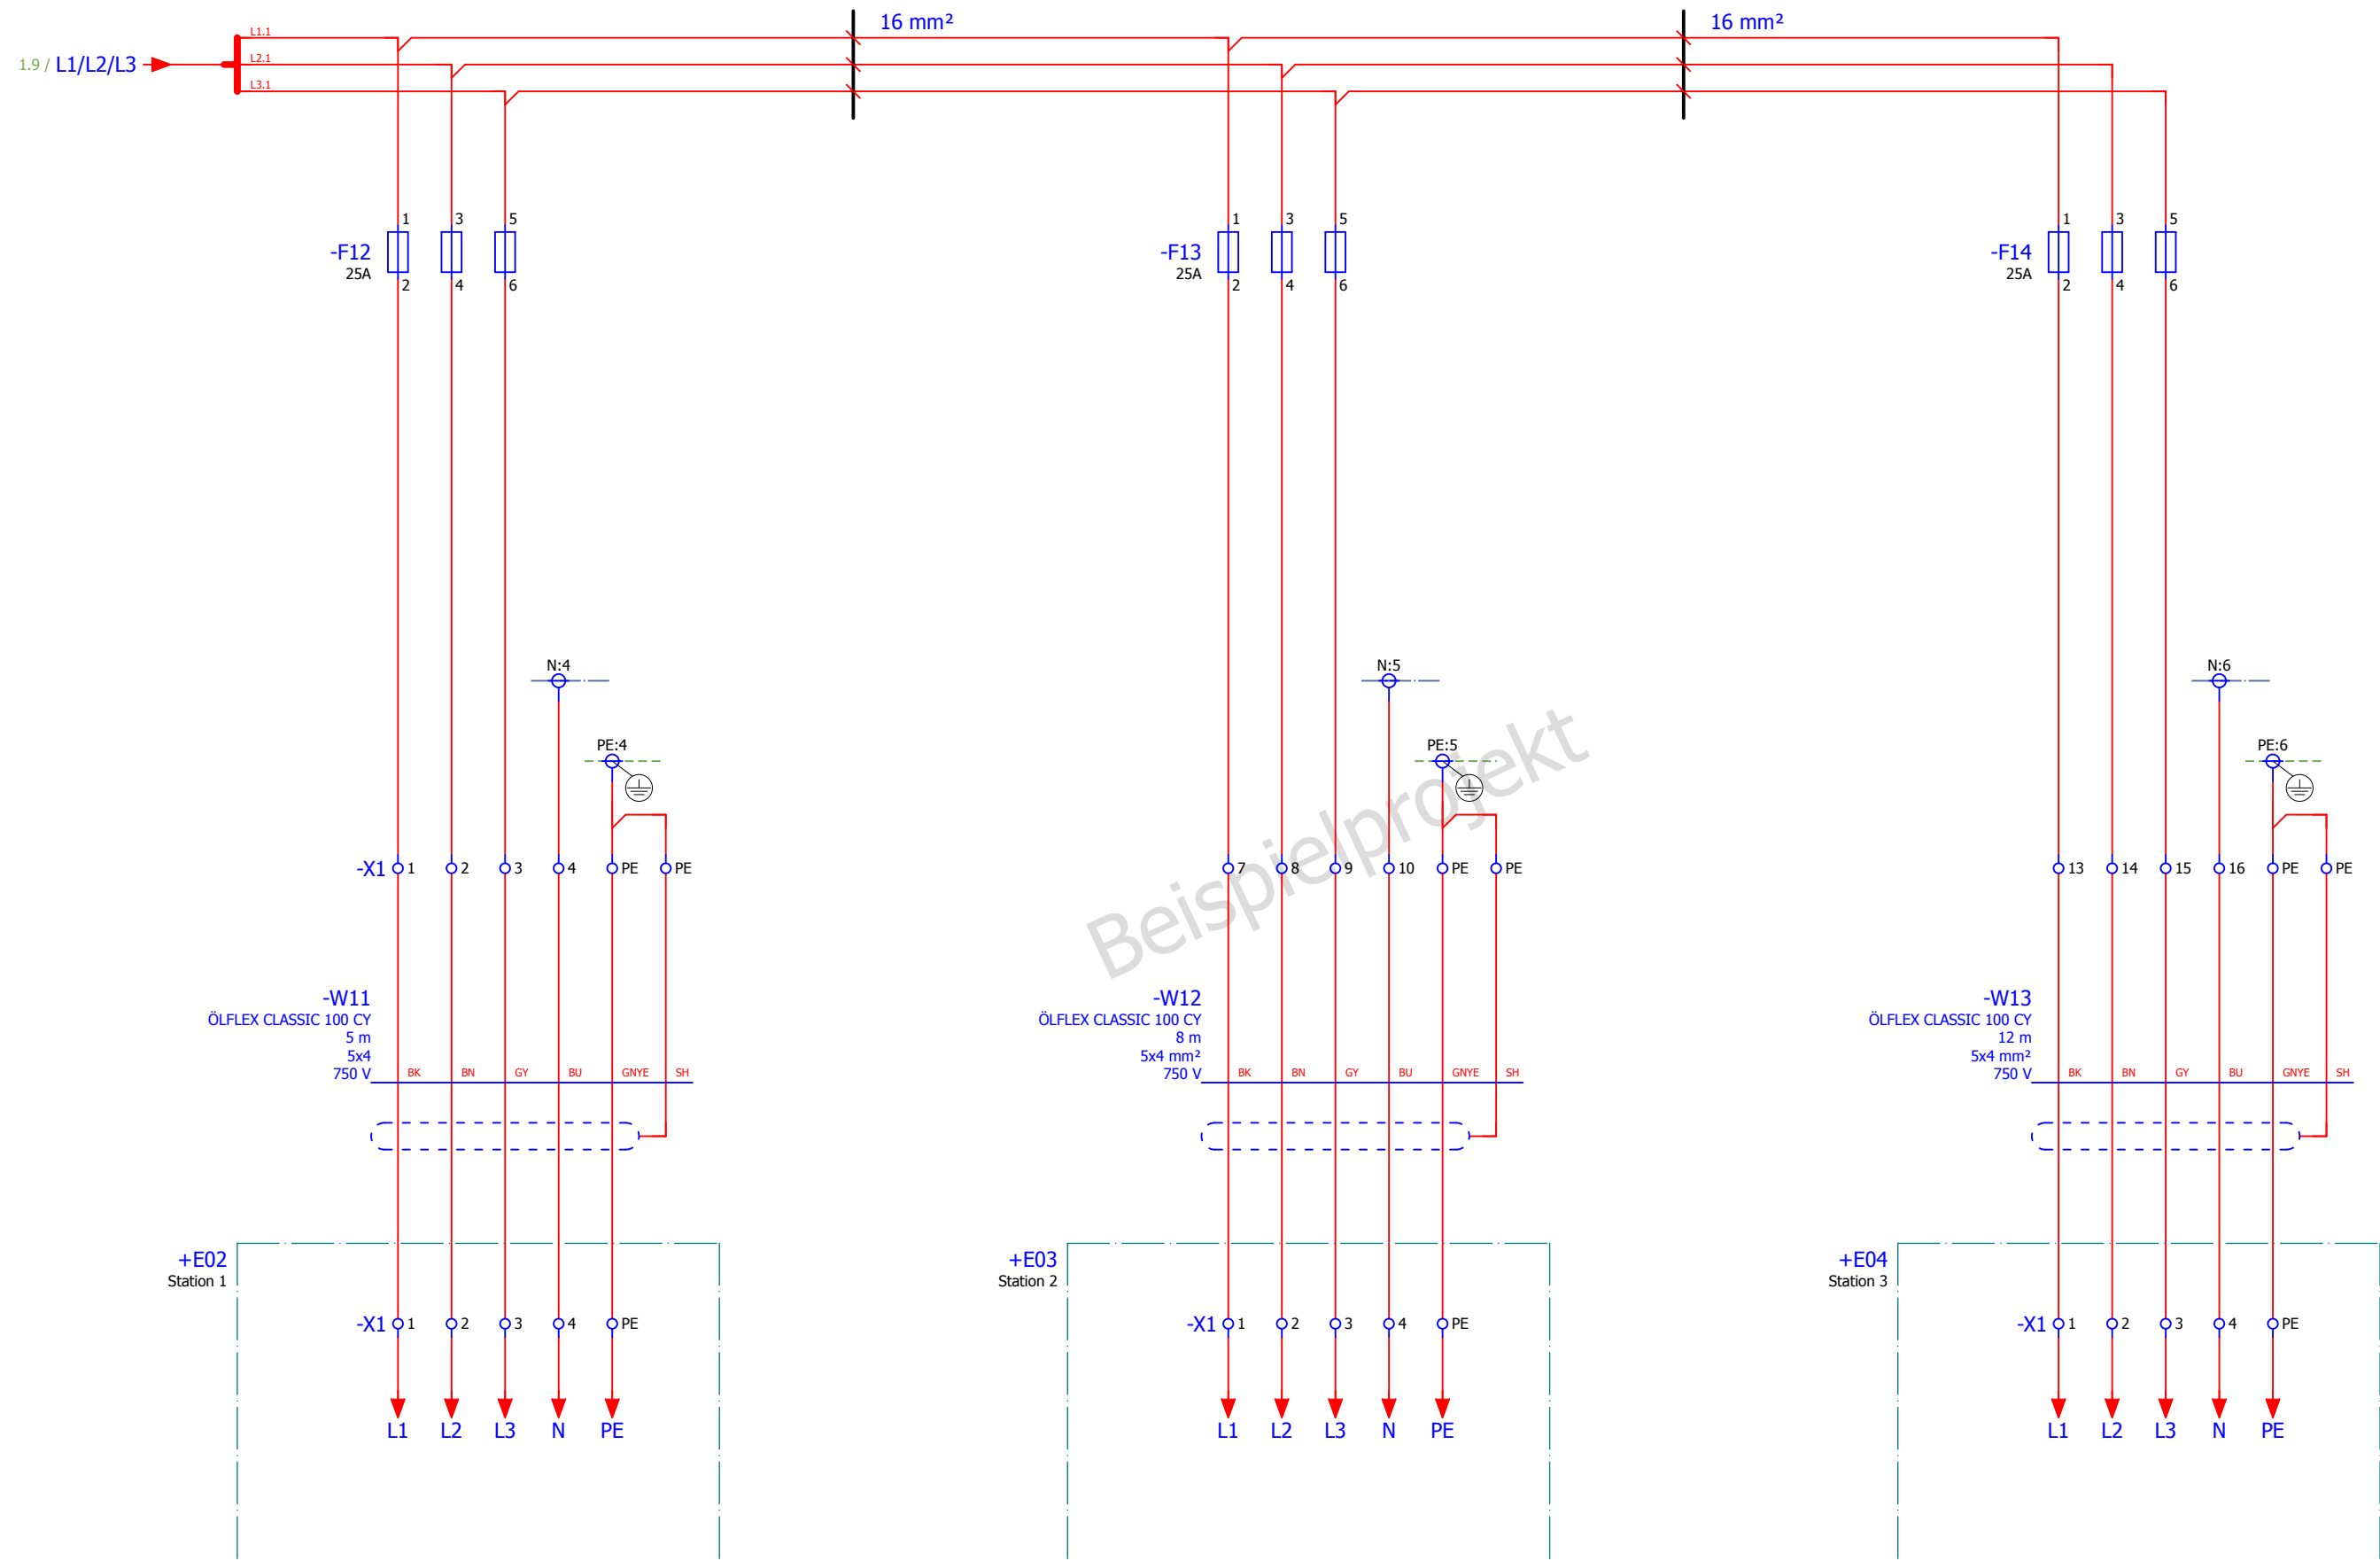 16 mm² 16 mm²
L1.1
1.9 / L1/L2/L3 L2.1
L3.1
1 3 5 1 3 5 1 3 5
-F12 -F13 -F14
25A 25A 25A
2 4 6 2 4 6 2 4 6
N:4 N:5 N:6
PE:4 PE:5 PE:6
Beispielprojekt
-X1 1 2 3 4 PE PE 7 8 9 10 PE PE 13 14 15 16 PE PE
-W11 -W12 -W13
ÖLFLEX CLASSIC 100 CY ÖLFLEX CLASSIC 100 CY ÖLFLEX CLASSIC 100 CY
5 m 8 m 12 m
5x4 5x4 mm² 5x4 mm²
750 V BK BN GY BU GNYE SH 750 V BK BN GY BU GNYE SH 750 V BK BN GY BU GNYE SH
+E02 +E03 +E04
Station 1 Station 2 Station 3
-X1 1 2 3 4 PE -X1 1 2 3 4 PE -X1 1 2 3 4 PE
L1 L2 L3 N PE L1 L2 L3 N PE L1 L2 L3 N PE